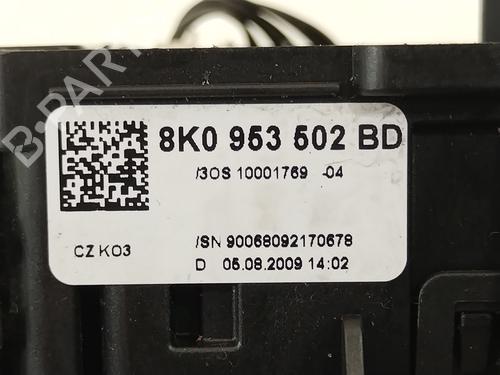 8K0 953 502 BD
/3OS 10001769 -04
CZ KO3
/SN 90068092170678
D 05.08.2009 14:02
B-PARTS